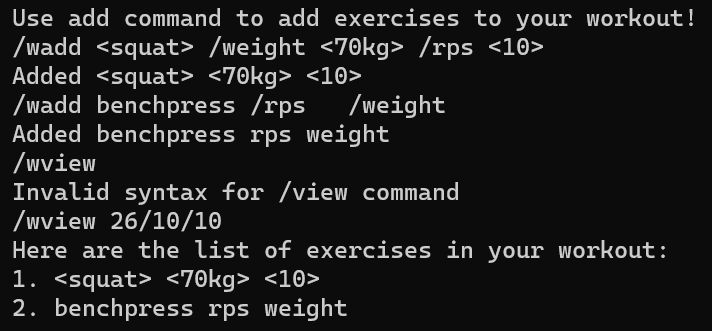 Use add command to add exercises to your workout!
/wadd <squat> /weight <70kg> /rps <10>
Added <squat> <70kg> <10>
/wadd benchpress /rps   /weight
Added benchpress rps weight
/wview
Invalid syntax for /view command
/wview 26/10/10
Here are the list of exercises in your workout:
1. <squat> <70kg> <10>
2. benchpress rps weight